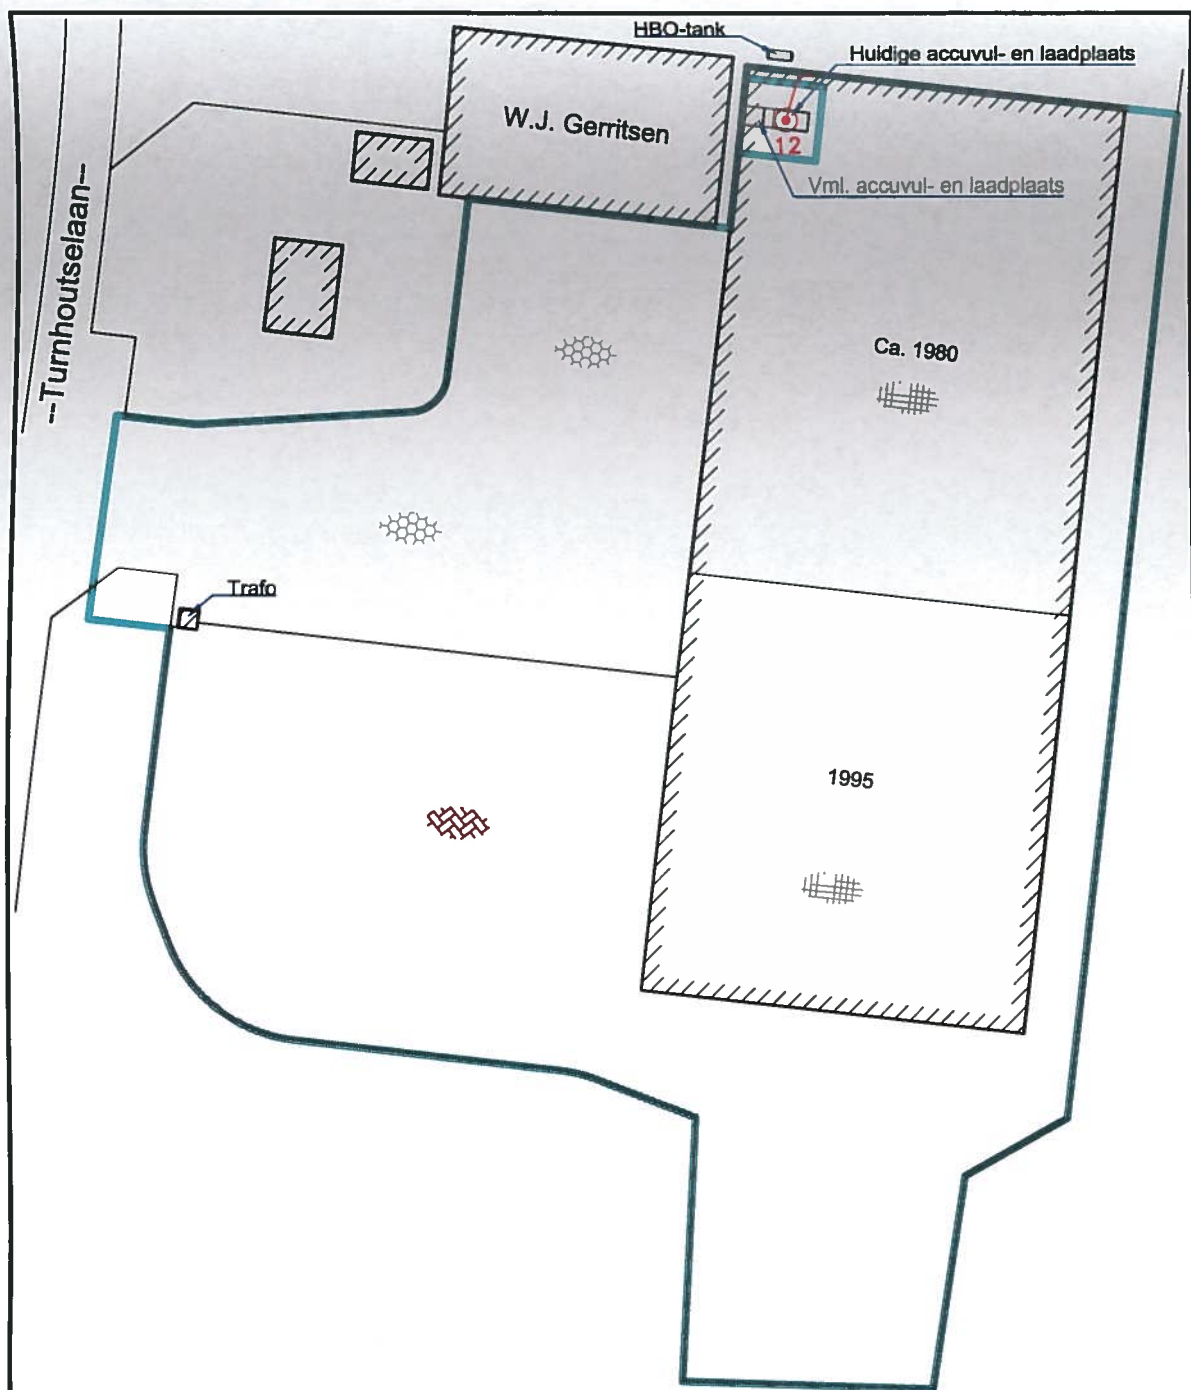 HBO-tank
Huidige accuvul- en laadplaats
W.J. Gerritsen
12
Vml. accuvul- en laadplaats
--Turnhoutselaan--
Ca. 1980
Trafo
1995